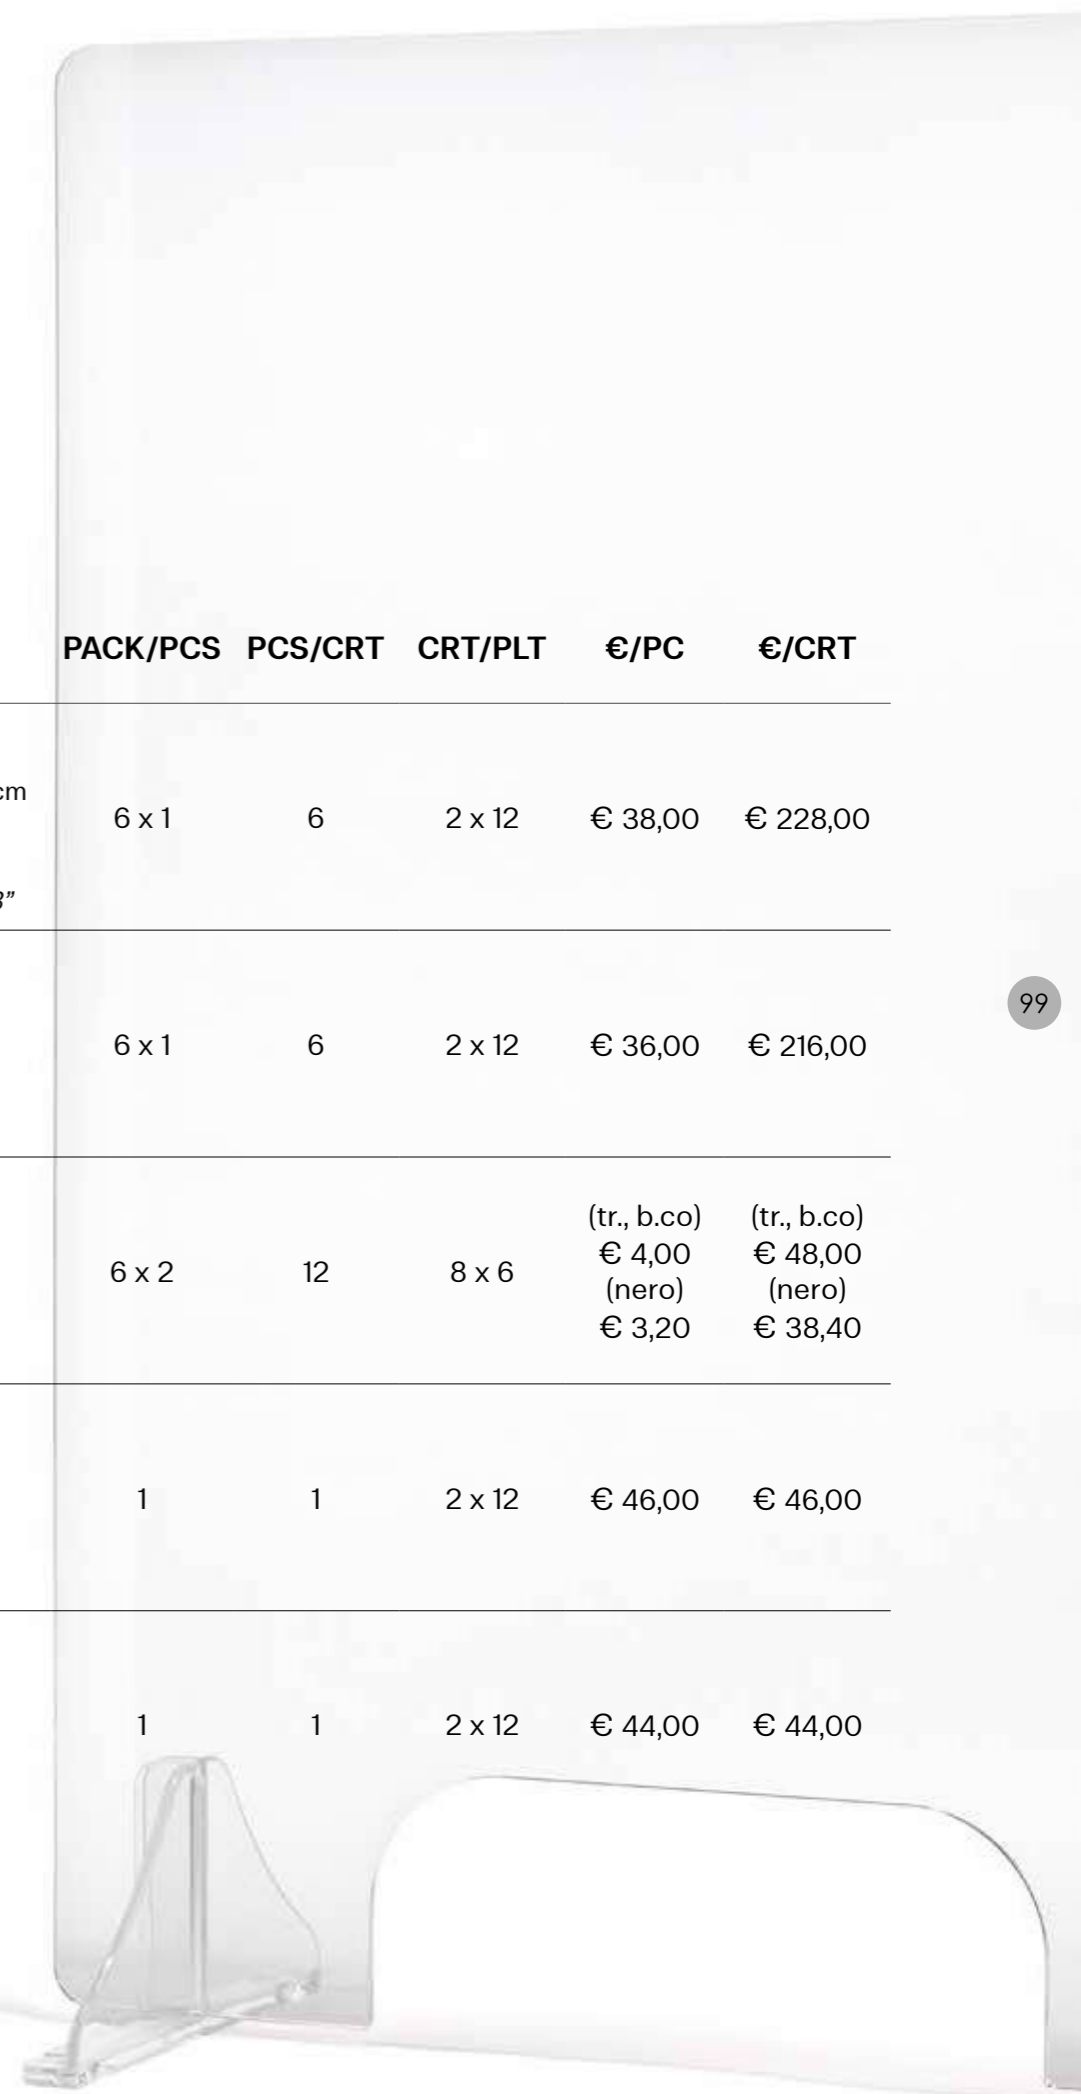 PACK/PCS PCS/CRT CRT/PLT €/PC €/CRT
cm
6 x 1 6 2 x 12 € 38,00 € 228,00
8”
99
6 x 1 6 2 x 12 € 36,00 € 216,00
(tr., b.co) (tr., b.co)
€ 4,00 € 48,00
6 x 2 12 8 x 6
(nero) (nero)
€ 3,20 € 38,40
1 1 2 x 12 € 46,00 € 46,00
1 1 2 x 12 € 44,00 € 44,00